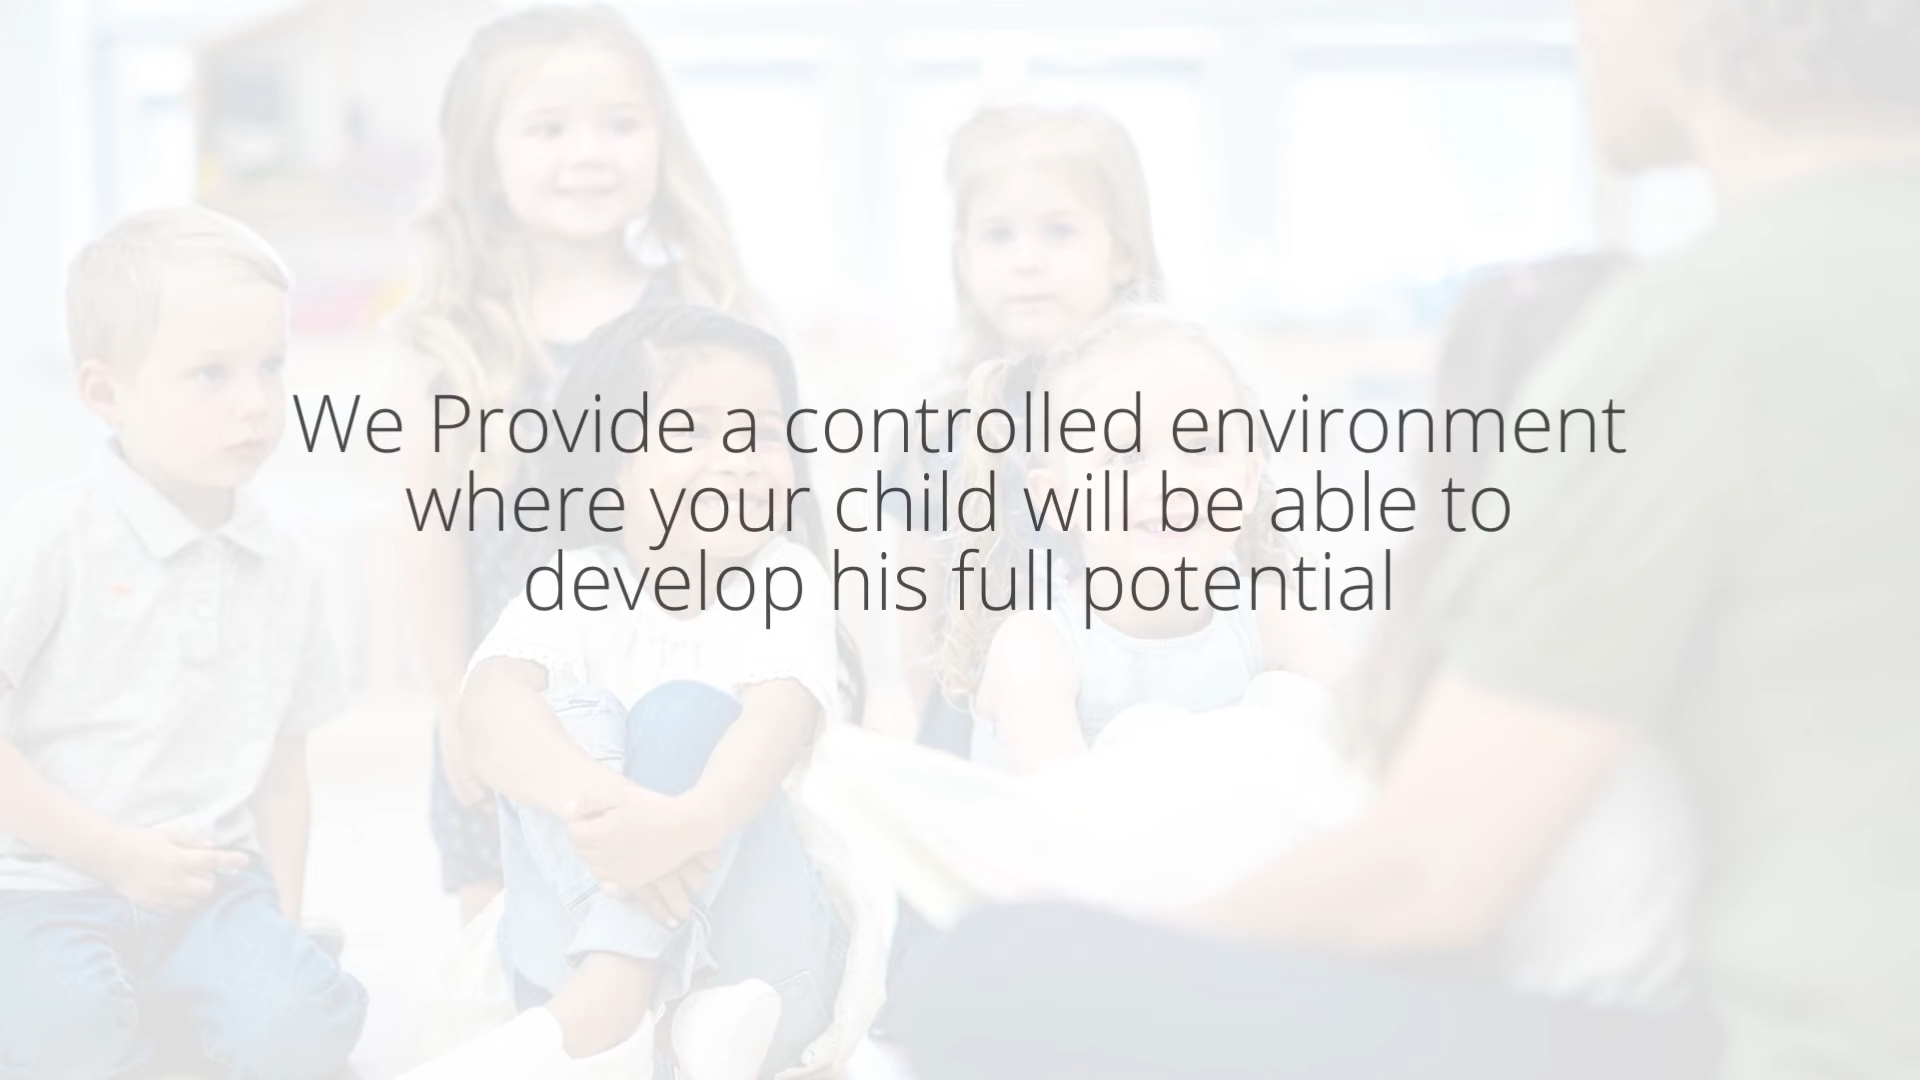 We Provide a controlled environment
where your child will be able to
develop his full potential